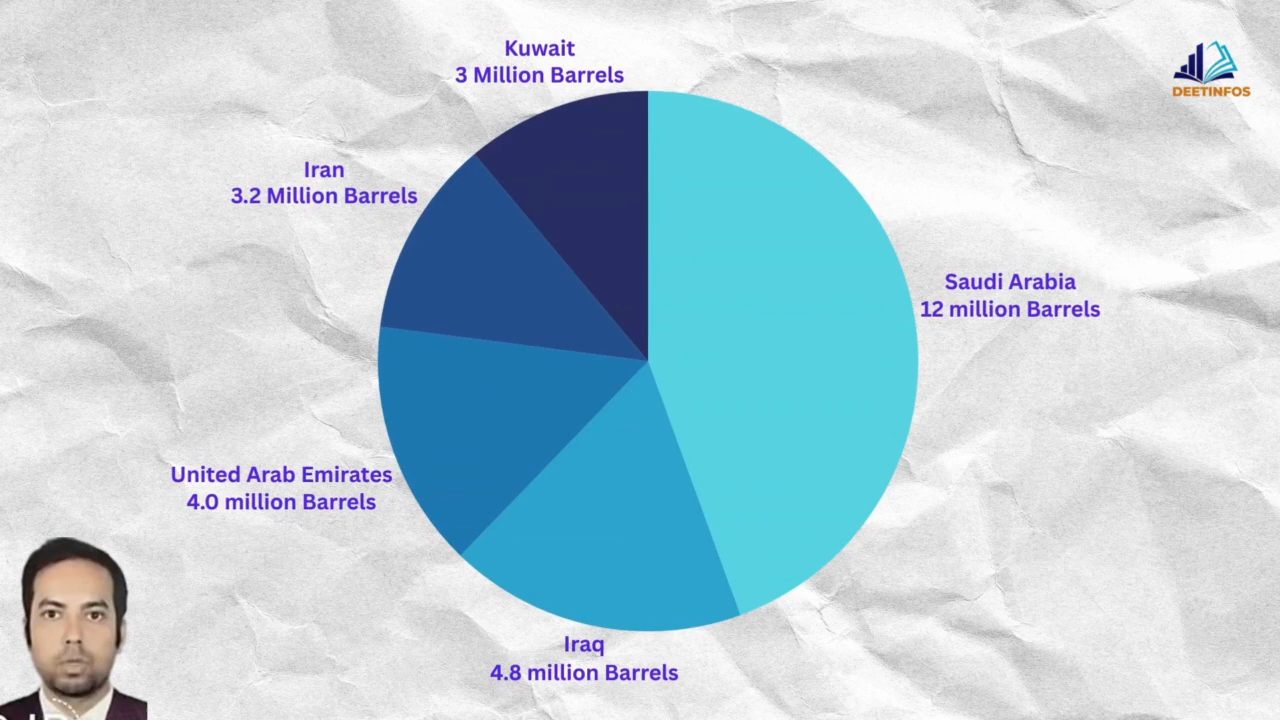 Kuwait
3 Million Barrels
DEETINFOS
Iran
3.2 Million Barrels
Saudi Arabia
12 million Barrels
United Arab Emirates
4.0 million Barrels
Iraq
4.8 million Barrels